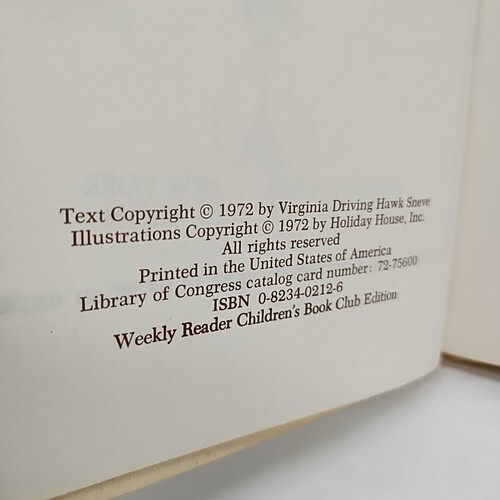 Text Copyright © 1972 by Virginia Driving Hawk Sneve
Illustrations Copyright © 1972 by Holiday House, Inc.
All rights reserved
Printed in the United States of America
Library of Congress catalog card number: 72-75600
ISBN 0-8234-0212-6
Weekly Reader Children's Book Club Edition